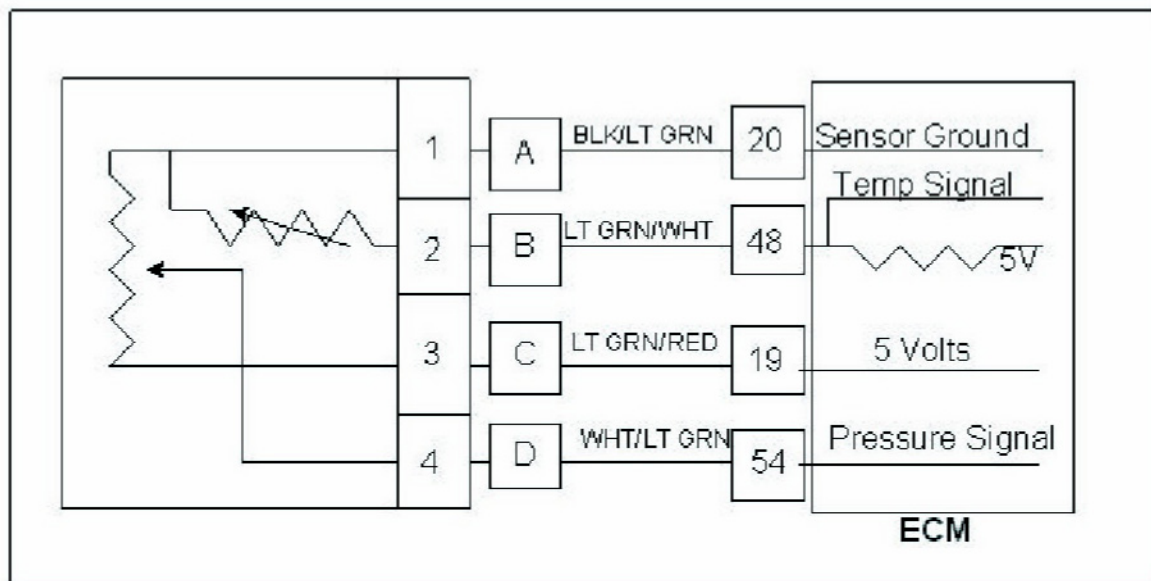 1 A BLK/LT GRN 20 Sensor Ground
Temp Signal
2 B LT GRN/WHT 48
5V
3 C LT GRN/RED 19 5 Volts
4 D WHT/LT GRN 54 Pressure Signal
ECM